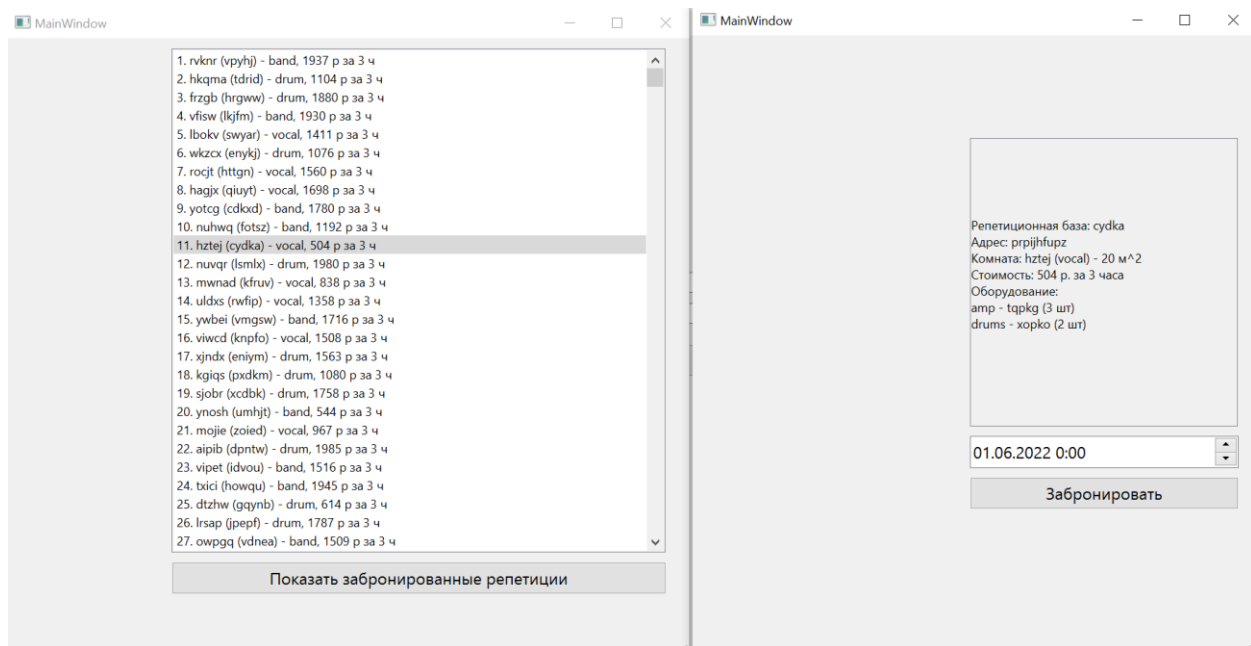 MainWindow
1. rvknr (vpyhj) - band, 1937 р за 3 ч
2. hkqma (tdrid) - drum, 1104 р за 3 ч
3. frzgb (hrgww) - drum, 1880 р за 3 ч
4. vfisw (lkjfm) - band, 1930 р за 3 ч
5. lbokv (swyar) - vocal, 1411 р за 3 ч
6. wkzcx (enykj) - drum, 1076 р за 3 ч
7. rocjt (httgn) - vocal, 1560 р за 3 ч
8. hagjx (qiuyt) - vocal, 1698 р за 3 ч
9. yotcg (cdkxd) - band, 1780 р за 3 ч
10. nuhwq (fotsz) - band, 1192 р за 3 ч
11. hztej (cydka) - vocal, 504 р за 3 ч
12. nuvqr (lsmlx) - drum, 1980 р за 3 ч
13. mwnad (kfruv) - vocal, 838 р за 3 ч
14. uldxs (rwfip) - vocal, 1358 р за 3 ч
15. ywbei (vmgsw) - band, 1716 р за 3 ч
16. viwcd (knpfo) - vocal, 1508 р за 3 ч
17. xjndx (eniym) - drum, 1563 р за 3 ч
18. kgiqs (pxdkm) - drum, 1080 р за 3 ч
19. sjobr (xcdbk) - drum, 1758 р за 3 ч
20. ynosh (umhjt) - band, 544 р за 3 ч
21. mojie (zoied) - vocal, 967 р за 3 ч
22. aipib (dpntw) - drum, 1985 р за 3 ч
23. vipet (idvou) - band, 1516 р за 3 ч
24. txici (howqu) - band, 1945 р за 3 ч
25. dtzhw (gqynb) - drum, 614 р за 3 ч
26. lrsap (jpepf) - drum, 1787 р за 3 ч
27. owpgq (vdnea) - band, 1509 р за 3 ч
Показать забронированные репетиции
MainWindow
Репетиционная база: cydka
Адрес: prpijhfupz
Комната: hztej (vocal) - 20 м^2
Стоимость: 504 р. за 3 часа
Оборудование:
amp - tqpkg (3 шт)
drums - xopko (2 шт)
01.06.2022 0:00
Забронировать